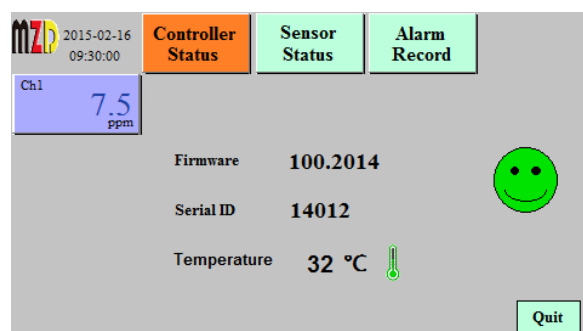 MZD 2015-02-16
09:30:00
Controller
Status
Sensor
Status
Alarm
Record
Ch1
7.5
ppm
Firmware 100.2014
Serial ID 14012
Temperature 32 ℃
Quit